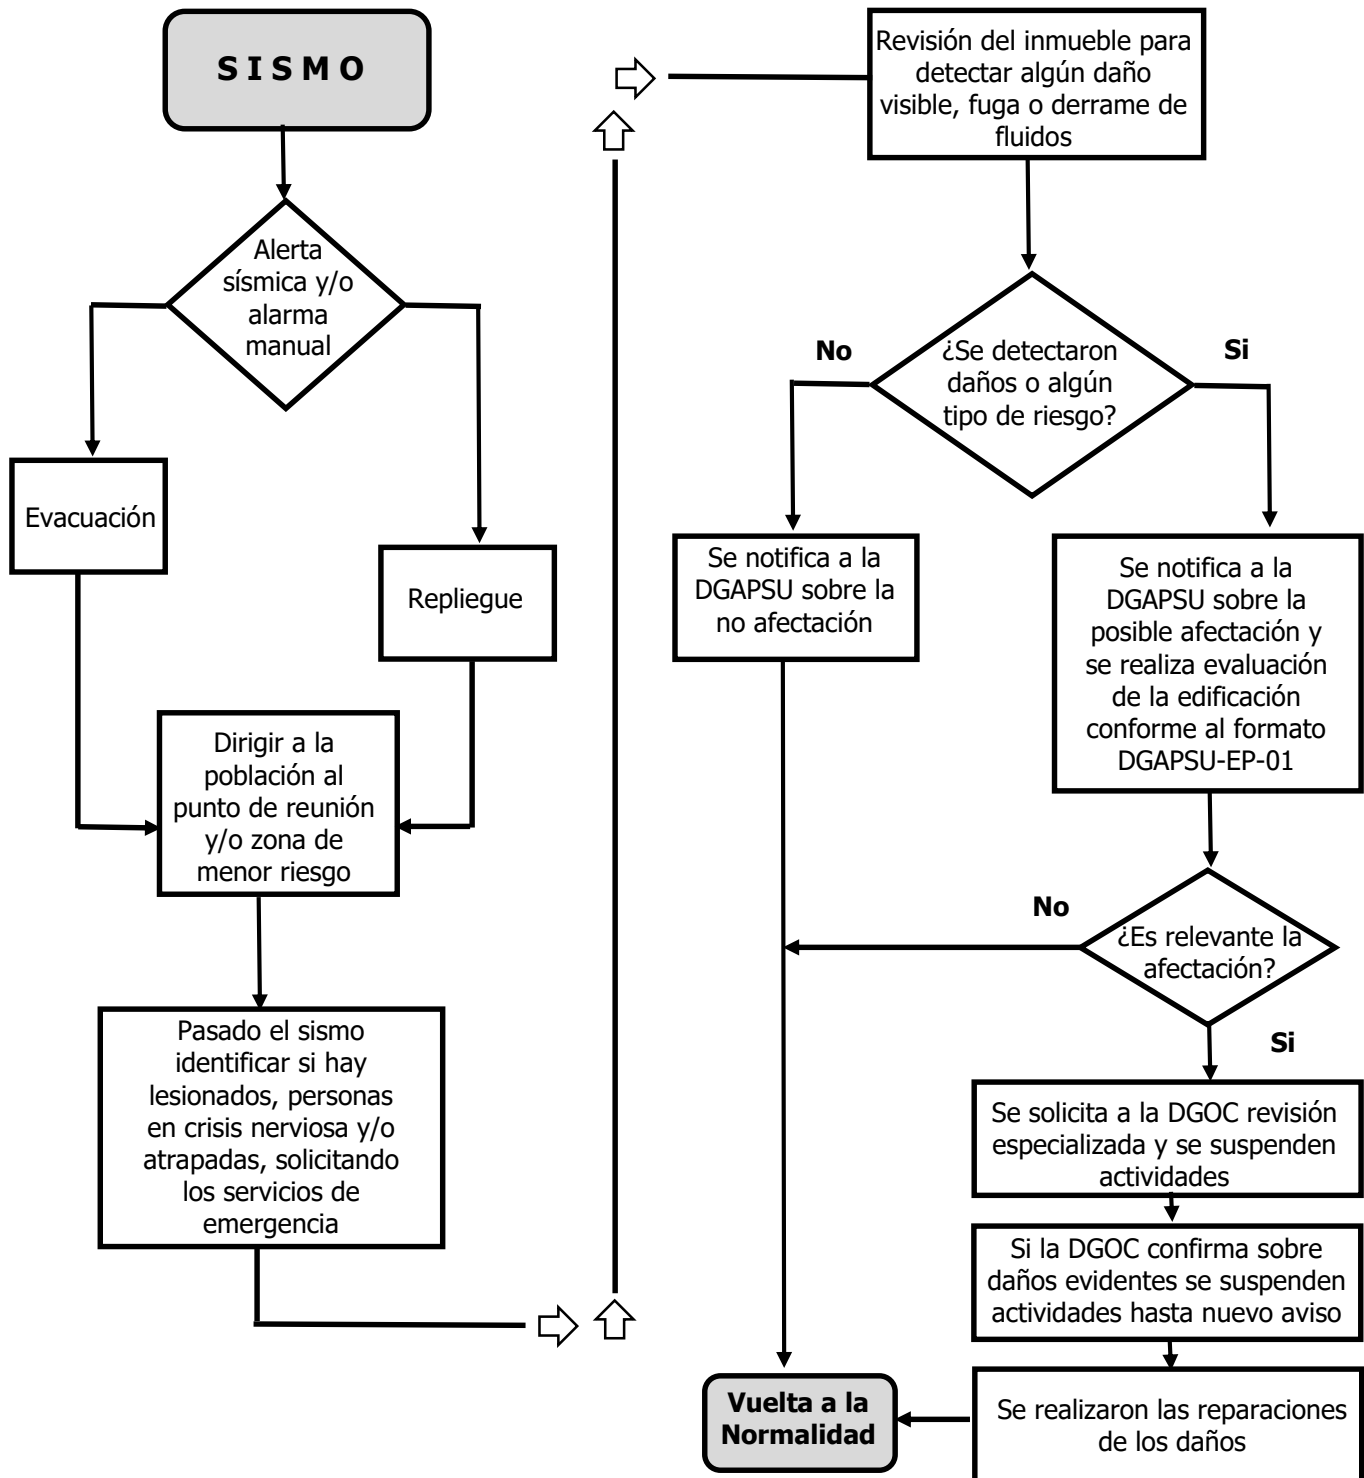 S I S M O
Alerta
sísmica y/o
alarma
manual
Evacuación
Repliegue
Dirigir a la
población al
punto de reunión
y/o zona de
menor riesgo
Pasado el sismo
identificar si hay
lesionados, personas
en crisis nerviosa y/o
atrapadas, solicitando
los servicios de
emergencia
Revisión del inmueble para
detectar algún daño
visible, fuga o derrame de
fluidos
¿Se detectaron
daños o algún
tipo de riesgo?
No
Si
Se notifica a la
DGAPSU sobre la
no afectación
Se notifica a la
DGAPSU sobre la
posible afectación y
se realiza evaluación
de la edificación
conforme al formato
DGAPSU-EP-01
¿Es relevante la
afectación?
No
Si
Se solicita a la DGOC revisión
especializada y se suspenden
actividades
Si la DGOC confirma sobre
daños evidentes se suspenden
actividades hasta nuevo aviso
Se realizaron las reparaciones
de los daños
Vuelta a la
Normalidad